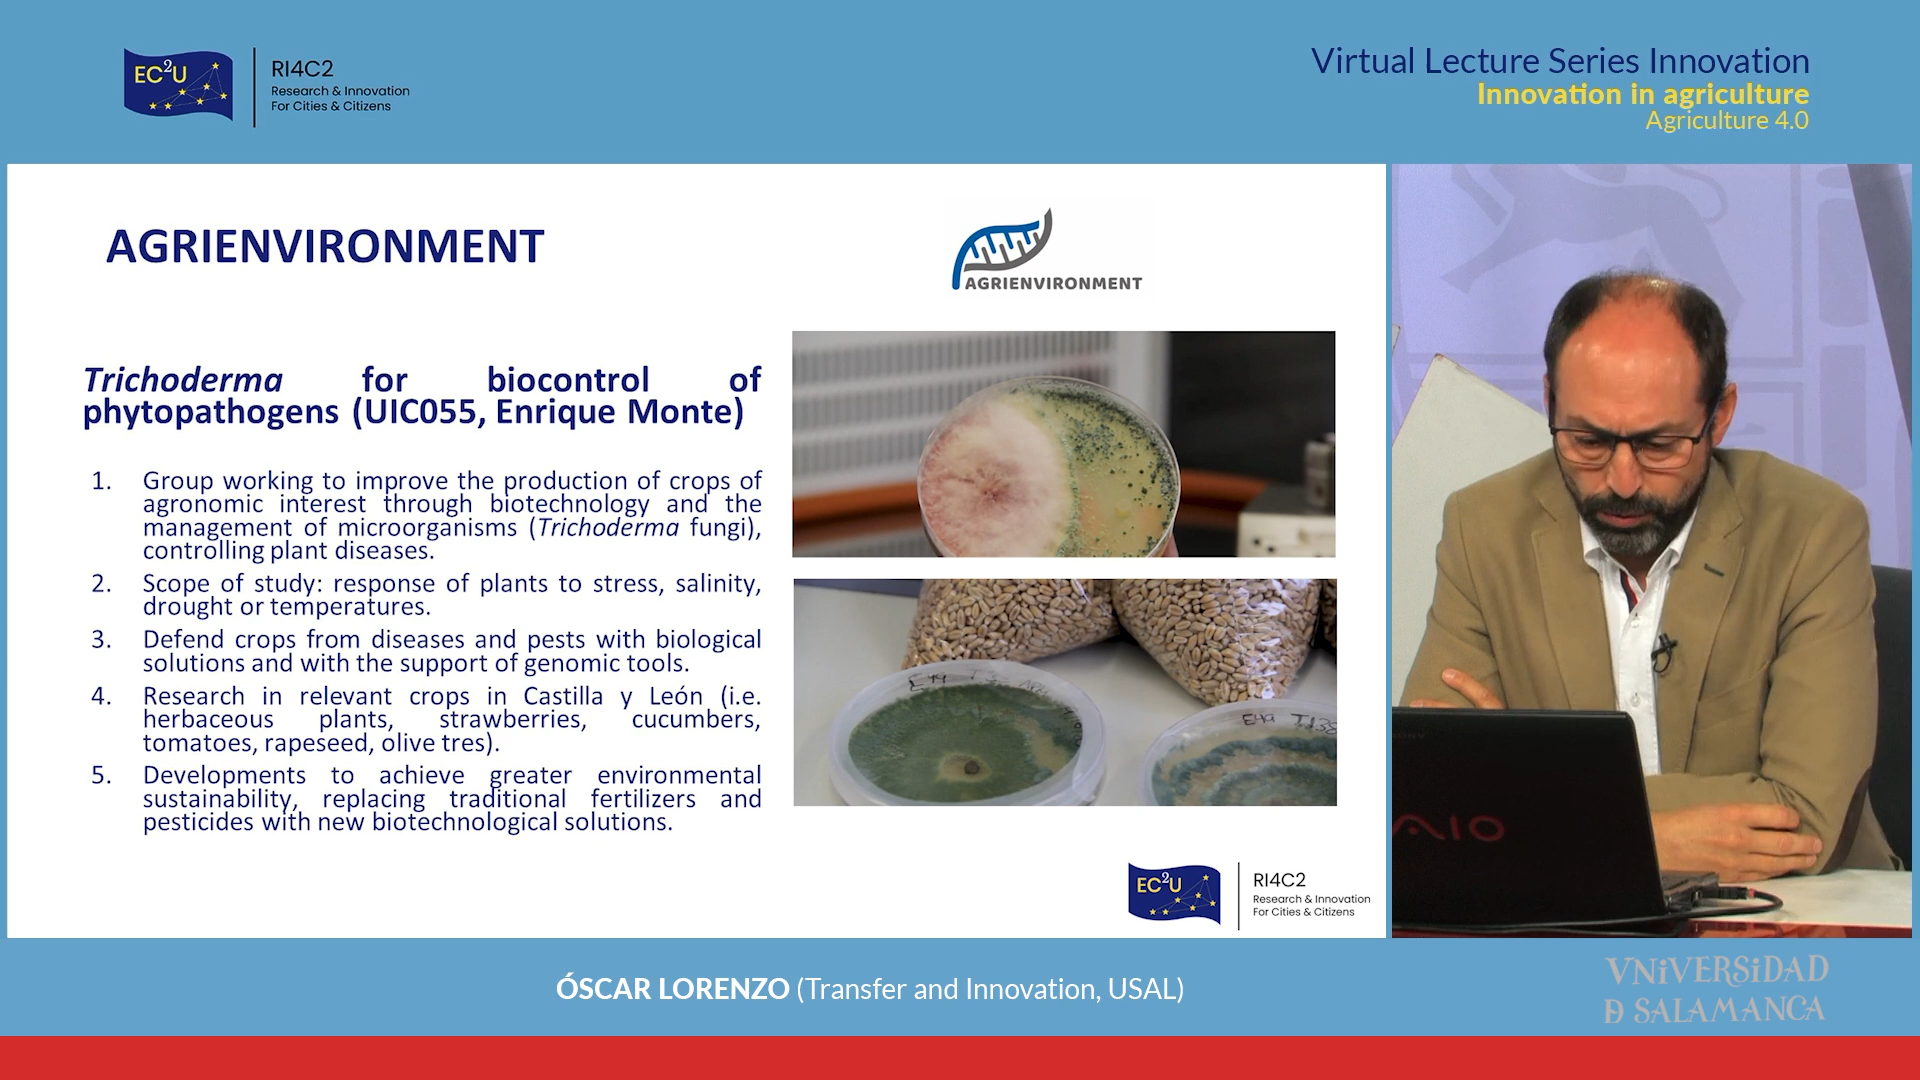 EC2U
RI4C2
Research & Innovation
For Cities & Citizens
Virtual Lecture Series Innovation
Innovation in agriculture
Agriculture 4.0
AGRIENVIRONMENT
AGRIENVIRONMENT
Trichoderma for biocontrol of
phytopathogens (UIC055, Enrique Monte)
1. Group working to improve the production of crops of
agronomic interest through biotechnology and the
management of microorganisms (Trichoderma fungi),
controlling plant diseases.
2. Scope of study: response of plants to stress, salinity,
drought or temperatures.
3. Defend crops from diseases and pests with biological
solutions and with the support of genomic tools.
4. Research in relevant crops in Castilla y León (i.e.
herbaceous plants, strawberries, cucumbers,
tomatoes, rapeseed, olive tres).
5. Developments to achieve greater environmental
sustainability, replacing traditional fertilizers and
pesticides with new biotechnological solutions.
EC2U
RI4C2
Research & Innovation
For Cities & Citizens
AIO
ÓSCAR LORENZO (Transfer and Innovation, USAL)
VNiVERSiDAD
Ð SALAMANCA